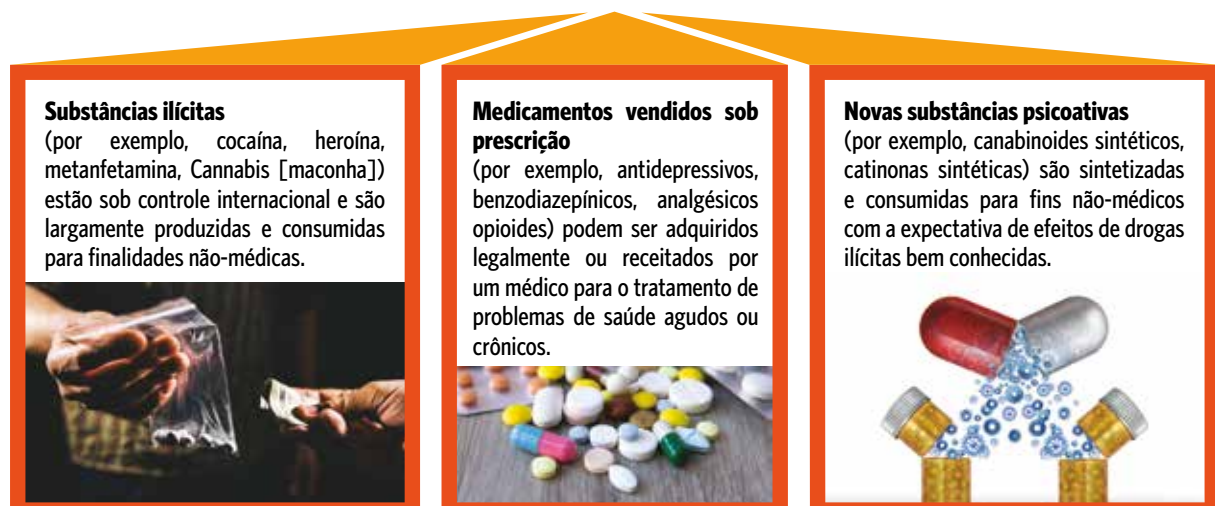 Substâncias ilícitas
(por exemplo, cocaína, heroína,
metanfetamina, Cannabis [maconha])
estão sob controle internacional e são
largamente produzidas e consumidas
para finalidades não-médicas.
Medicamentos vendidos sob
prescrição
(por exemplo, antidepressivos,
benzodiazepínicos, analgésicos
opioides) podem ser adquiridos
legalmente ou receitados por
um médico para o tratamento de
problemas de saúde agudos ou
crônicos.
Novas substâncias psicoativas
(por exemplo, canabinoides sintéticos,
catinonas sintéticas) são sintetizadas
e consumidas para fins não-médicos
com a expectativa de efeitos de drogas
ilícitas bem conhecidas.